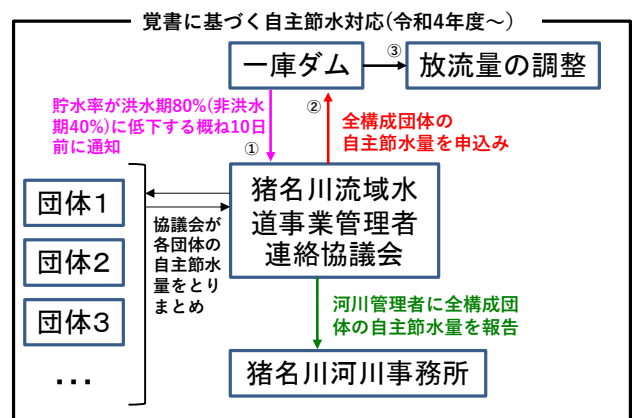 覚書に基づく自主節水対応(令和4年度～)
一庫ダム
③
放流量の調整
貯水率が洪水期80%(非洪水
期40%)に低下する概ね10日
前に通知
①
②
全構成団体の
自主節水量を申込み
猪名川流域水
道事業管理者
連絡協議会
団体1
団体2
団体3
…
協議会が
各団体の
自主節水
量をとり
まとめ
河川管理者に全構成団
体の自主節水量を報告
猪名川河川事務所